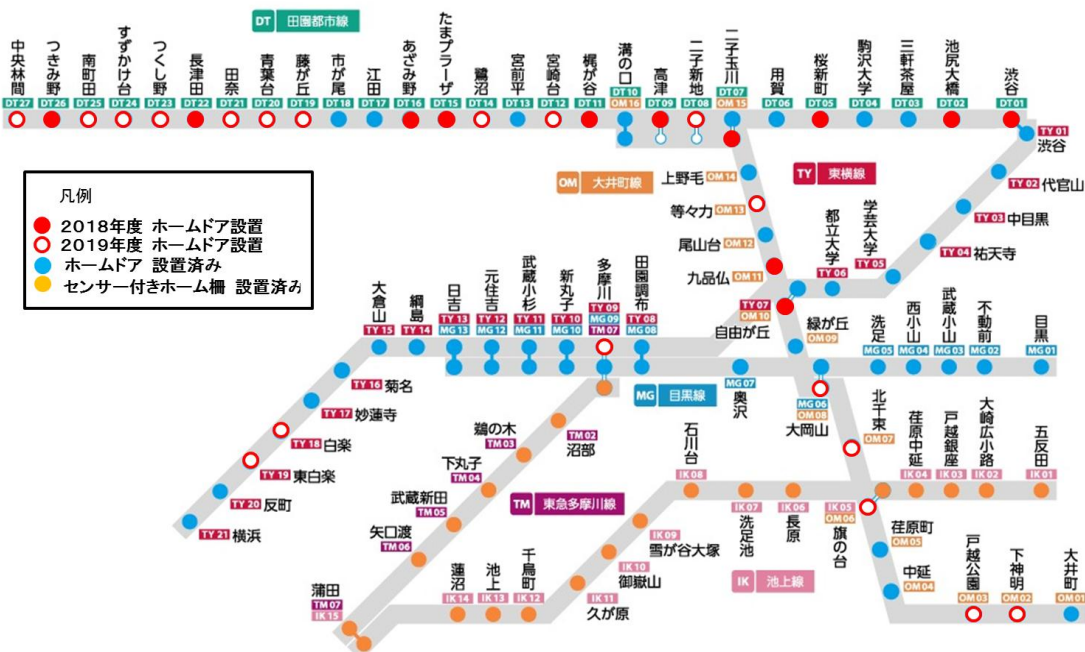 DT 田園都市線
中央林間 DT27
つきみ野 DT26
南町田 DT25
すずかけ台 DT24
つくし野 DT23
長津田 DT22
田奈 DT21
青葉台 DT20
藤が丘 DT19
市が尾 DT18
江田 DT17
あざみ野 DT16
たまプラーザ DT15
鷺沼 DT14
宮前平 DT13
宮崎台 DT12
梶が谷 DT11
溝の口 DT10 OM16
高津 DT09
二子新地 DT08
二子玉川 DT07 OM15
用賀 DT06
桜新町 DT05
駒沢大学 DT04
三軒茶屋 DT03
池尻大橋 DT02
渋谷 DT01
TY01
渋谷
凡例
2018年度 ホームドア設置
2019年度 ホームドア設置
ホームドア 設置済み
センサー付きホーム柵 設置済み
OM 大井町線
上野毛 OM14
等々力 OM13
尾山台 OM12
九品仏 OM11
TY07
OM10
自由が丘
緑が丘
OM09
TY 東横線
TY02 代官山
TY03 中目黒
TY04 祐天寺
学芸大学 TY05
都立大学 TY06
大倉山 TY15
綱島 TY14
日吉 TY13 MG13
元住吉 TY12 MG12
武蔵小杉 TY11 MG11
新丸子 TY10 MG10
多摩川 TY09 MG09 TM07
田園調布 TY08 MG08
TY16 菊名
TY17 妙蓮寺
TY18 白楽
TY19 東白楽
TY20 反町
TY21 横浜
MG 目黒線
MG07
奥沢
MG06
OM08
大岡山
洗足 MG05
西小山 MG04
武蔵小山 MG03
不動前 MG02
目黒 MG01
北千束
OM07
TM02
沼部
鵜の木
TM03
下丸子
TM04
武蔵新田
TM05
矢口渡
TM06
蒲田
TM07
IK15
TM 東急多摩川線
石川台 IK08
IK07
洗足池
IK06
長原
IK05
OM06
旗の台
荏原中延 IK04
戸越銀座 IK03
大崎広小路 IK02
五反田 IK01
IK09
雪が谷大塚
IK10
御嶽山
IK11
久が原
千鳥町 IK12
池上 IK13
蓮沼 IK14
IK 池上線
荏原町
OM05
中延
OM04
戸越公園 OM03
下神明 OM02
大井町 OM01